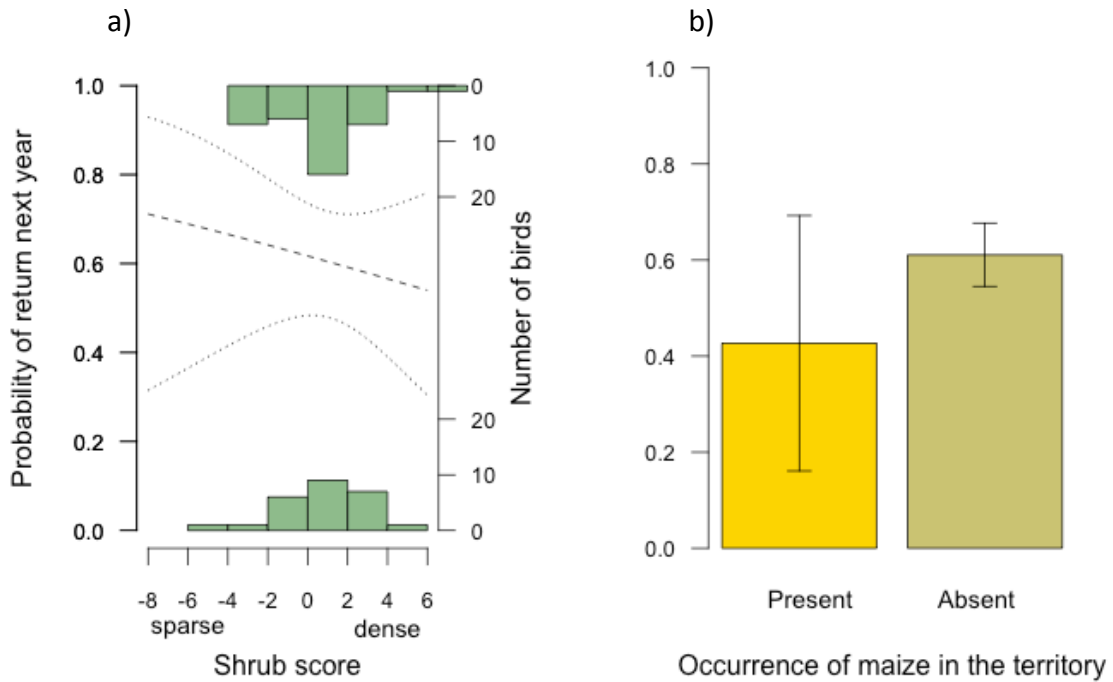 a)
Probability of return next year
1.0
0.8
0.6
0.4
0.2
0.0
0
10
20
20
10
0
Number of birds
-8 -6 -4 -2 0 2 4 6
sparse dense
Shrub score
b)
1.0
0.8
0.6
0.4
0.2
0.0
Present Absent
Occurrence of maize in the territory